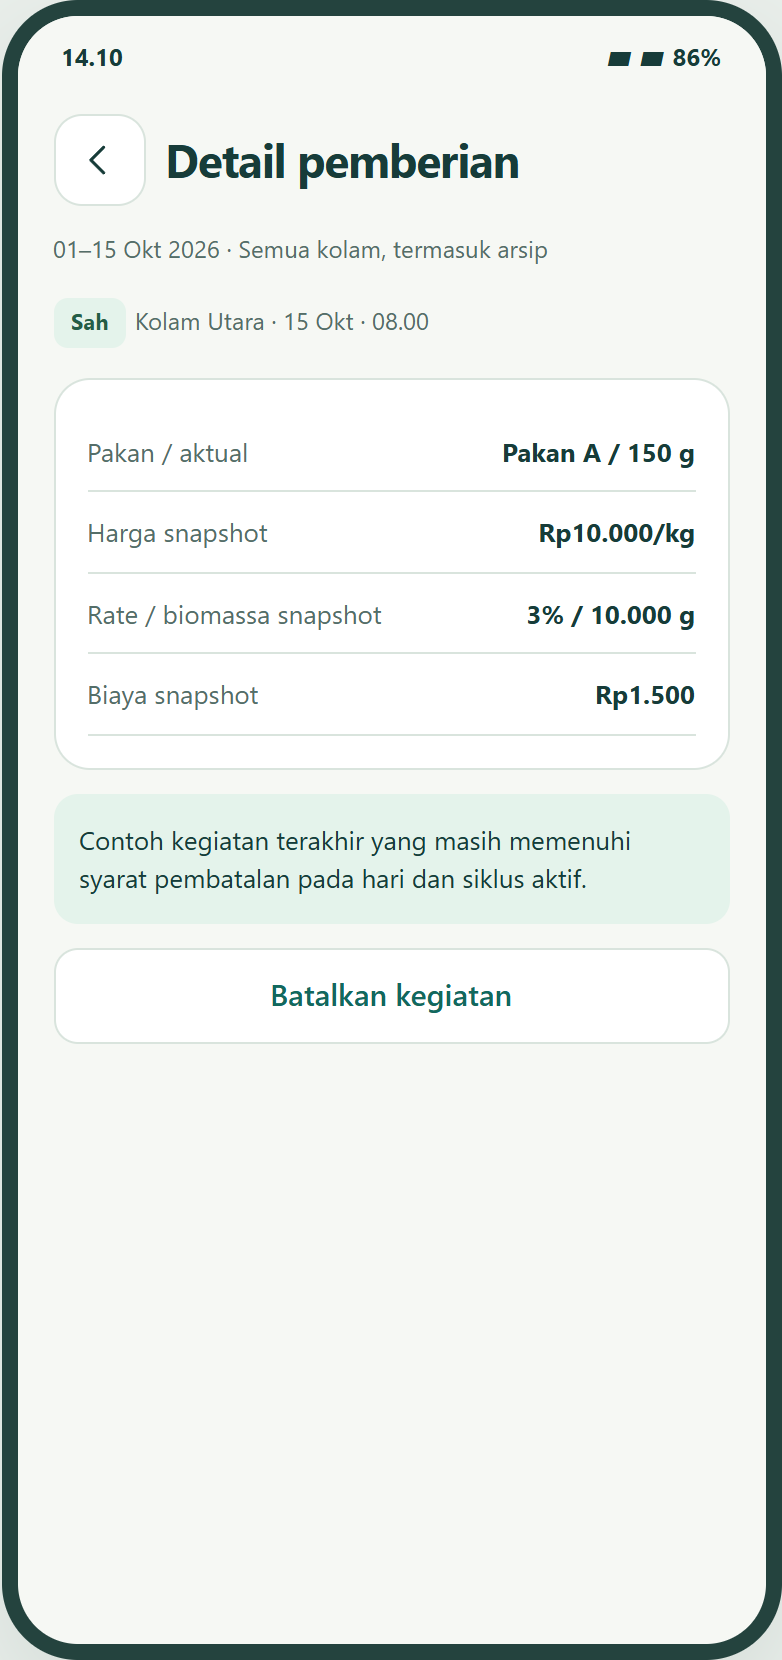 14.10
86%
Detail pemberian
01–15 Okt 2026 · Semua kolam, termasuk arsip
Sah Kolam Utara · 15 Okt · 08.00
Pakan / aktual Pakan A / 150 g
Harga snapshot Rp10.000/kg
Rate / biomassa snapshot 3% / 10.000 g
Biaya snapshot Rp1.500
Contoh kegiatan terakhir yang masih memenuhi
syarat pembatalan pada hari dan siklus aktif.
Batalkan kegiatan